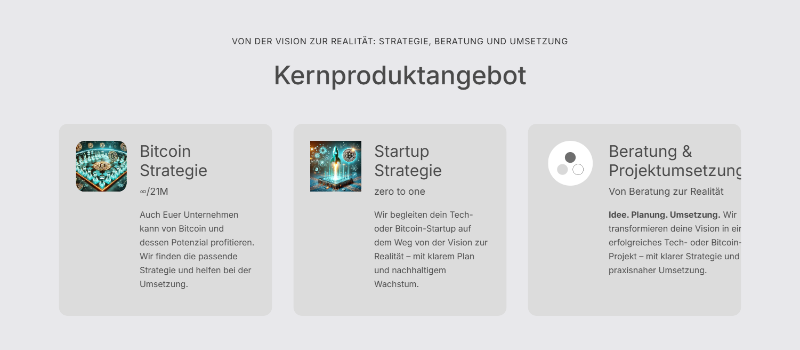 VON DER VISION ZUR REALITÄT: STRATEGIE, BERATUNG UND UMSETZUNG
Kernproduktangebot
Bitcoin
Strategie
∞/21M
Auch Euer Unternehmen
kann von Bitcoin und
dessen Potenzial profitieren.
Wir finden die passende
Strategie und helfen bei der
Umsetzung.
Startup
Strategie
zero to one
Wir begleiten dein Tech-
oder Bitcoin-Startup auf
dem Weg von der Vision zur
Realität – mit klarem Plan
und nachhaltigem
Wachstum.
Beratung &
Projektumsetzung
Von Beratung zur Realität
Idee. Planung. Umsetzung. Wir
transformieren deine Vision in ein
erfolgreiches Tech- oder Bitcoin-
Projekt – mit klarer Strategie und
praxisnaher Umsetzung.